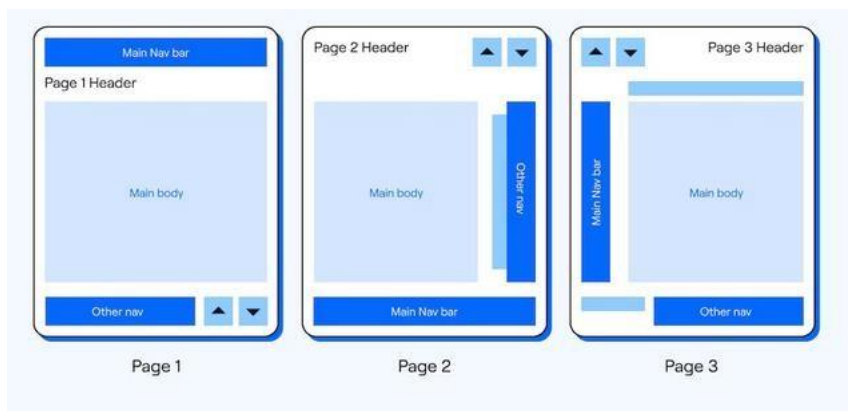 Main Nav bar
Page 1 Header
Main body
Other nav
Page 1
Page 2 Header
Main body
Other nav
Main Nav bar
Page 2
Page 3 Header
Main Nav bar
Main body
Other nav
Page 3